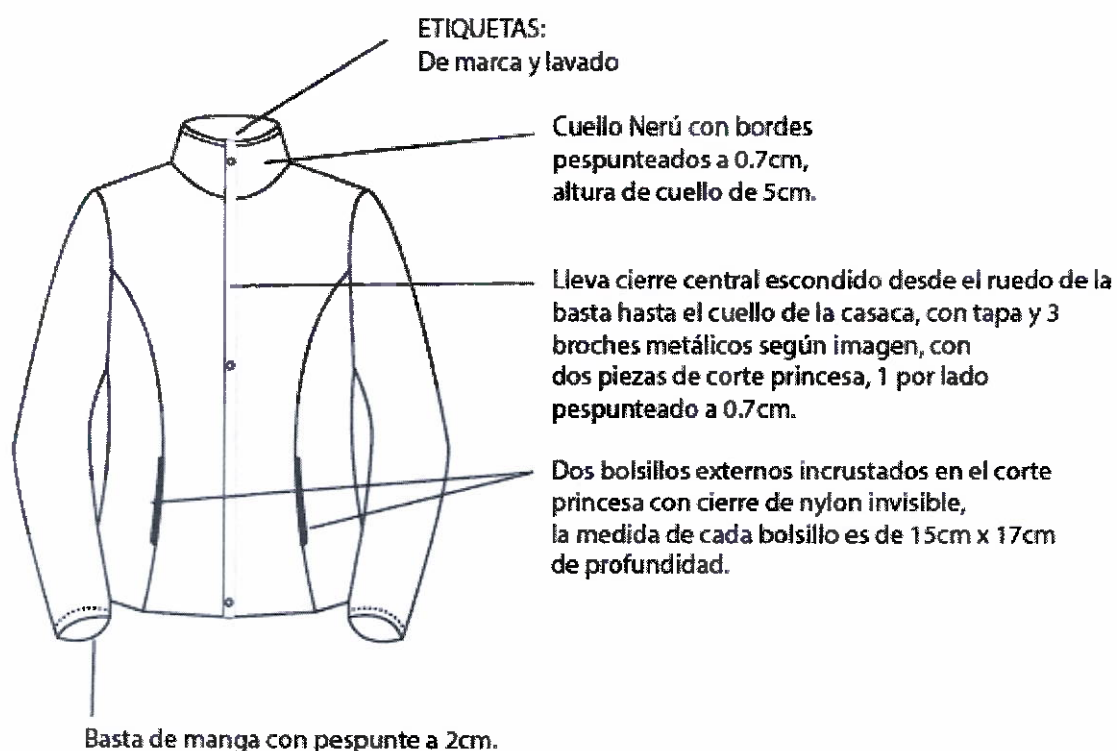 ETIQUETAS:
De marca y lavado
Cuello Nerú con bordes
pespunteados a 0.7cm,
altura de cuello de 5cm.
Lleva cierre central escondido desde el ruedo de la
basta hasta el cuello de la casaca, con tapa y 3
broches metálicos según imagen, con
dos piezas de corte princesa, 1 por lado
pespunteado a 0.7cm.
Dos bolsillos externos incrustados en el corte
princesa con cierre de nylon invisible,
la medida de cada bolsillo es de 15cm x 17cm
de profundidad.
Basta de manga con pespunte a 2cm.